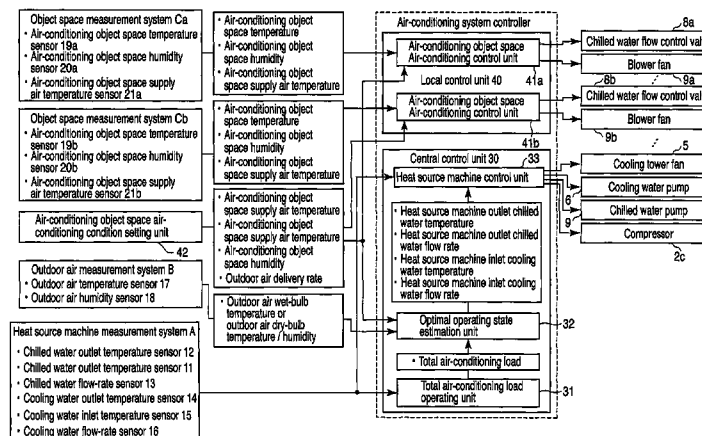 Object space measurement system Ca
• Air-conditioning object space temperature
sensor 19a
• Air-conditioning object space humidity
sensor 20a
• Air-conditioning object space supply
air temperature sensor 21a
• Air-conditioning object
space temperature
• Air-conditioning object
space humidity
• Air-conditioning object
space supply air temperature
Object space measurement system Cb
• Air-conditioning object space temperature
sensor 19b
• Air-conditioning object space humidity
sensor 20b
• Air-conditioning object space supply
air temperature sensor 21b
• Air-conditioning object
space temperature
• Air-conditioning object
space humidity
• Air-conditioning object
space supply air temperature
Air-conditioning object space air-
conditioning condition setting unit
42
• Air-conditioning object
space temperature
• Air-conditioning object
space supply air temperature
• Air-conditioning object
space humidity
• Outdoor air delivery rate
Outdoor air measurement system B
• Outdoor air temperature sensor 17
• Outdoor air humidity sensor 18
• Outdoor air wet-bulb
temperature or
outdoor air dry-bulb
temperature / humidity
Heat source machine measurement system A
• Chilled water outlet temperature sensor 12
• Chilled water outlet temperature sensor 11
• Chilled water flow-rate sensor 13
• Cooling water outlet temperature sensor 14
• Cooling water inlet temperature sensor 15
• Cooling water flow-rate sensor 16
Air-conditioning system controller
Air-conditioning object space
Air-conditioning control unit
Local control unit 40
41a
Air-conditioning object space
Air-conditioning control unit
41b
Central control unit 30
33
Heat source machine control unit
• Heat source machine outlet chilled
water temperature
• Heat source machine outlet chilled
water flow rate
• Heat source machine inlet cooling
water temperature
• Heat source machine inlet cooling
water flow rate
Optimal operating state
estimation unit
32
• Total air-conditioning load
Total air-conditioning load
operating unit
31
8a
Chilled water flow control val
Blower fan
8b
9a
Chilled water flow control val
Blower fan
9b
5
Cooling tower fan
Cooling water pump
6
Chilled water pump
9
Compressor
2c